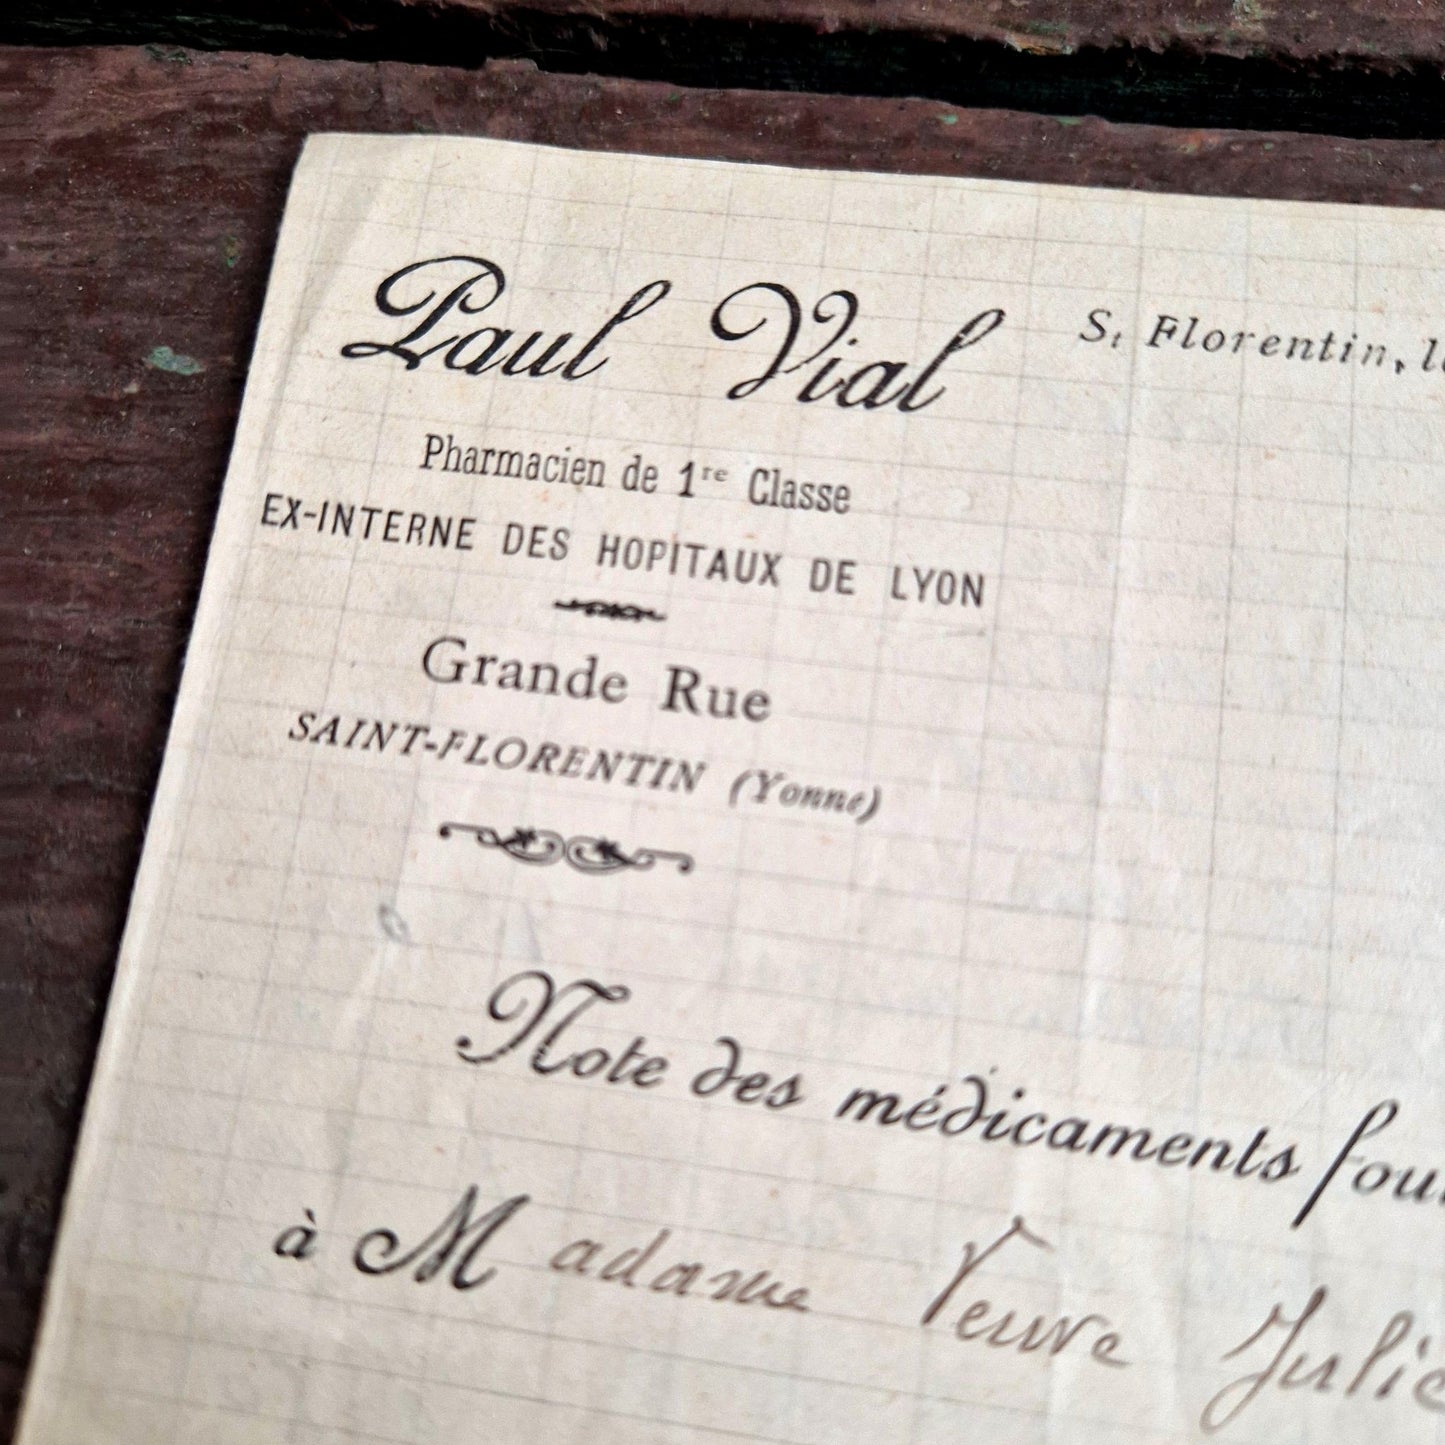 Paul Vial
St Florentin, le
Pharmacien de 1re Classe
EX-INTERNE DES HOPITAUX DE LYON
Grande Rue
SAINT-FLORENTIN (Yonne)
Note des médicaments
à Madame Veuve